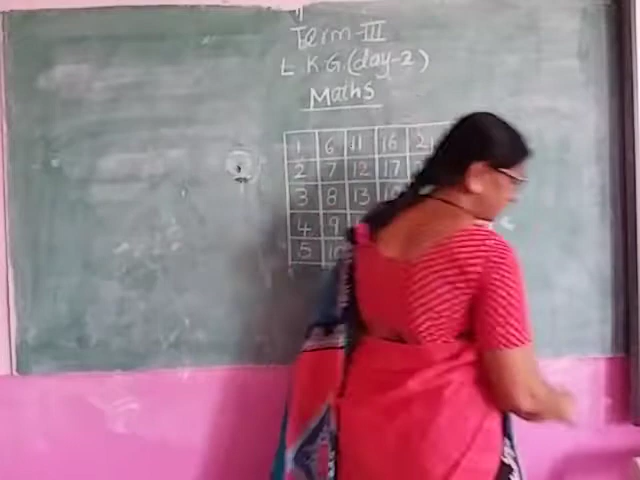 Term-III
L K G.(day-2)
Maths
1 6 11 16 21
2 7 12 17
3 8 13
4 9
5 10